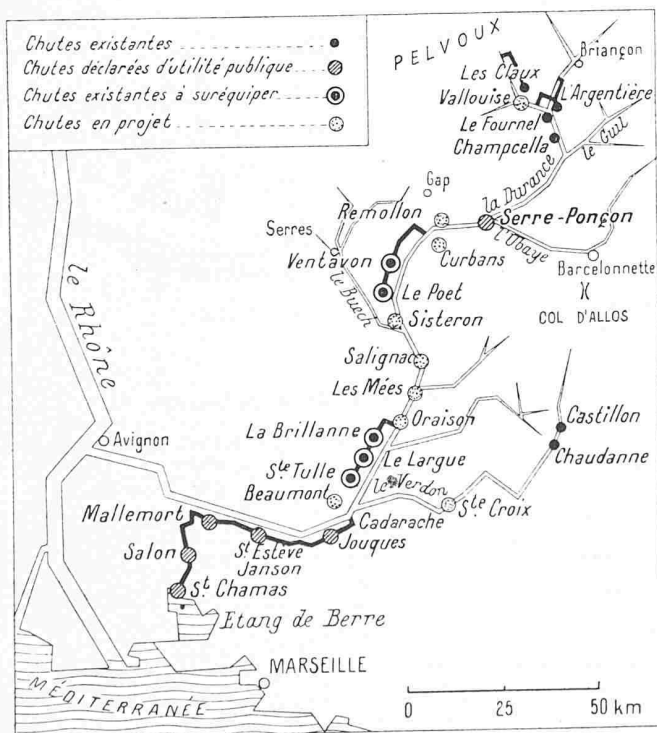 Chutes existantes
Chutes déclarées d'utilité publique
Chutes existantes à suréquiper
Chutes en projet
PELVOUX
Briançon
Les Claux
Vallouise
L'Argentière
Le Fournel
Champcella
le Guil
Gap
la Durance
Remollon
Serre-Ponçon
Serres
l'Ubaye
Ventavon
Curbans
Barcelonnette
le Buech
Le Poet
COL D'ALLOS
Sisteron
le Rhône
Salignac
Les Mées
Oraison
Castillon
La Brillanne
Avignon
Chaudanne
Le Largue
Ste Tulle
le Verdon
Beaumont
Ste Croix
Mallemort
Cadarache
St Estève
Janson
Jouques
Salon
St Chamas
Etang de Berre
MARSEILLE
MÉDITERRANÉE
0 25 50 km